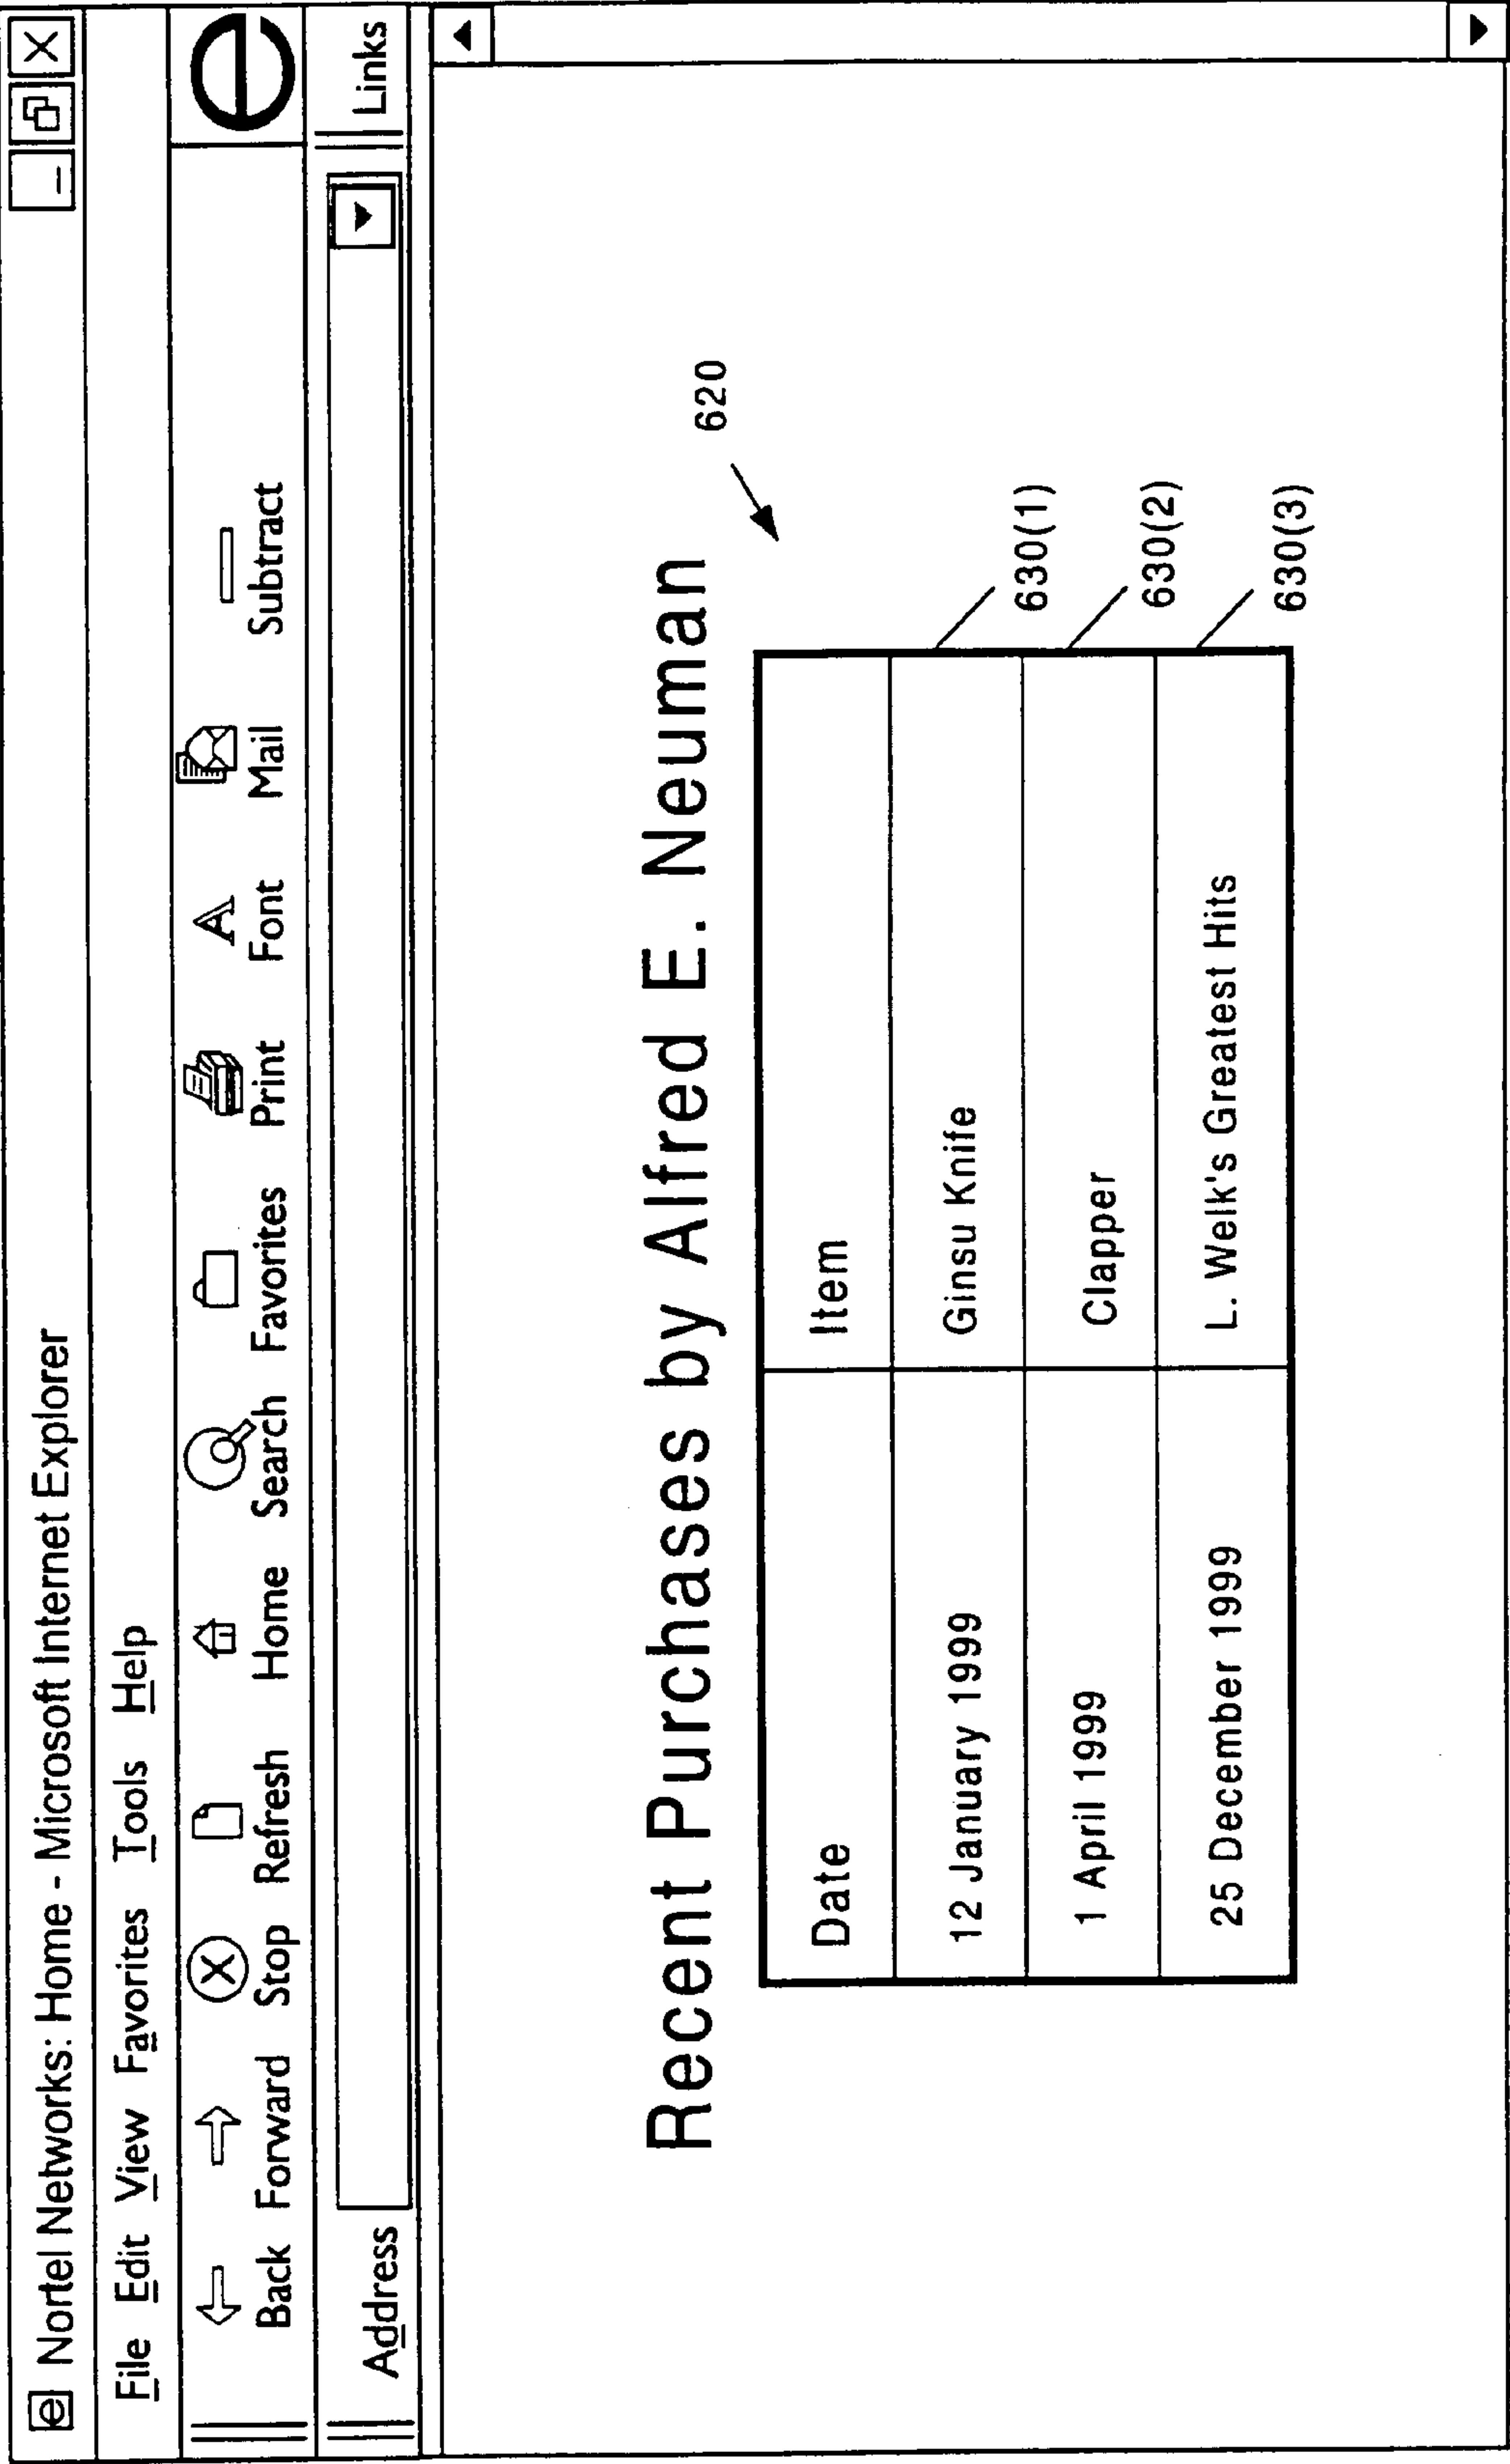 Nortel Networks: Home - Microsoft Internet Explorer
File Edit View Favorites Tools Help
Back Forward Stop Refresh Home Search Favorites Print Font Mail Subtract
Address Links
Recent Purchases by Alfred E. Neuman
620
Date Item
12 January 1999 Ginsu Knife
630(1)
1 April 1999 Clapper
630(2)
25 December 1999 L. Welk's Greatest Hits
630(3)